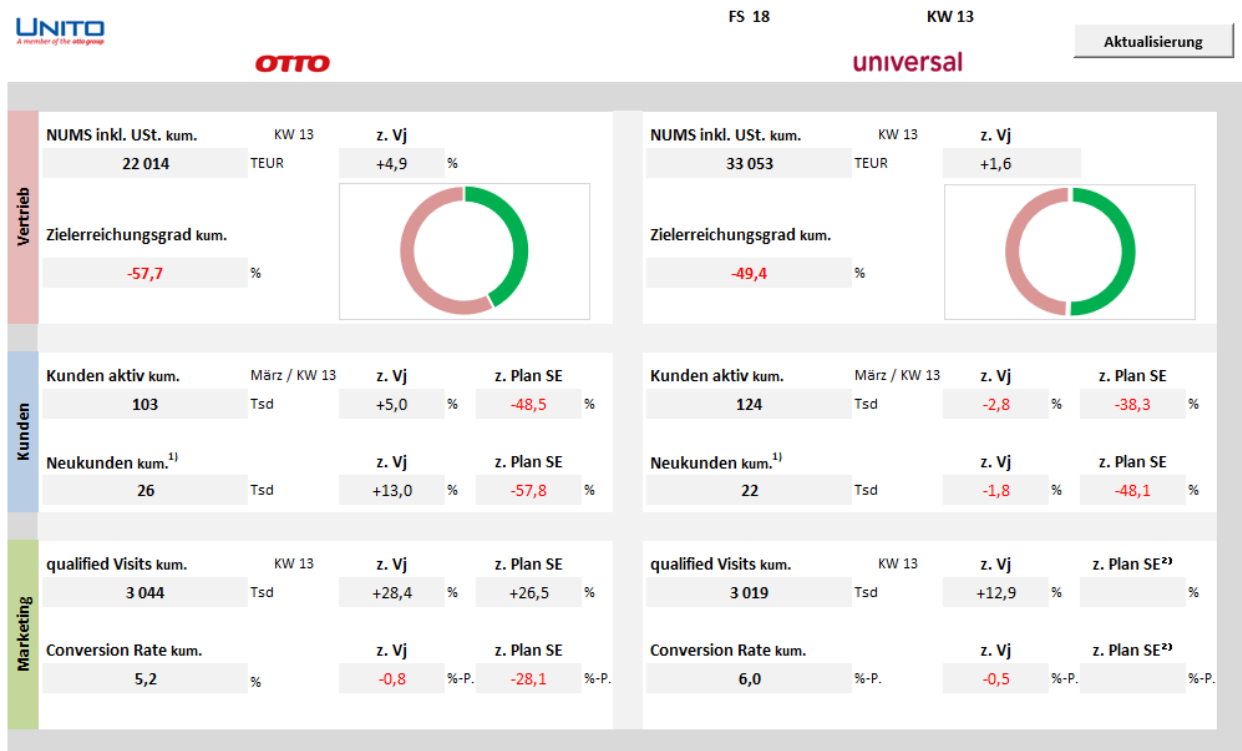 UNITO
A member of the otto group
FS 18 KW 13
Aktualisierung
OTTO universal
Vertrieb
NUMS inkl. USt. kum. KW 13 z. Vj
22 014 TEUR +4,9 %
Zielerreichungsgrad kum.
-57,7 %
NUMS inkl. USt. kum. KW 13 z. Vj
33 053 TEUR +1,6
Zielerreichungsgrad kum.
-49,4 %
Kunden
Kunden aktiv kum. März / KW 13 z. Vj z. Plan SE
103 Tsd +5,0 % -48,5 %
Neukunden kum.¹⁾ z. Vj z. Plan SE
26 Tsd +13,0 % -57,8 %
Kunden aktiv kum. März / KW 13 z. Vj z. Plan SE
124 Tsd -2,8 % -38,3 %
Neukunden kum.¹⁾ z. Vj z. Plan SE
22 Tsd -1,8 % -48,1 %
Marketing
qualified Visits kum. KW 13 z. Vj z. Plan SE
3 044 Tsd +28,4 % +26,5 %
Conversion Rate kum. z. Vj z. Plan SE
5,2 % -0,8 %-P. -28,1 %-P.
qualified Visits kum. KW 13 z. Vj z. Plan SE²⁾
3 019 Tsd +12,9 % %
Conversion Rate kum. z. Vj z. Plan SE²⁾
6,0 %-P. -0,5 %-P. %-P.